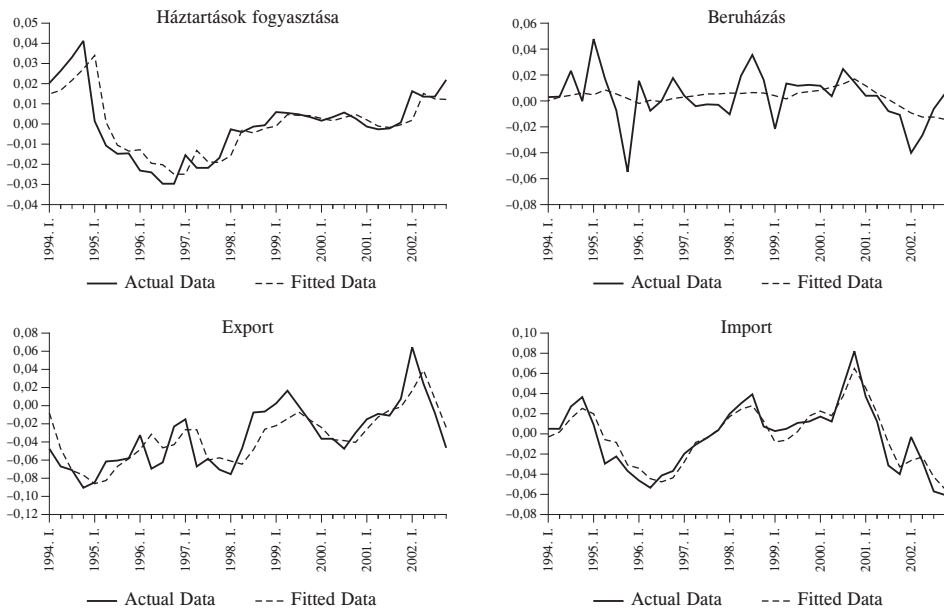 Háztartások fogyasztása
0,05
0,04
0,03
0,02
0,01
0,00
–0,01
–0,02
–0,03
–0,04
1994. I.
1995. I.
1996. I.
1997. I.
1998. I.
1999. I.
2000. I.
2001. I.
2002. I.
Actual Data Fitted Data
Beruházás
0,06
0,04
0,02
0,00
–0,02
–0,04
–0,06
–0,08
1994. I.
1995. I.
1996. I.
1997. I.
1998. I.
1999. I.
2000. I.
2001. I.
2002. I.
Actual Data Fitted Data
Export
0,08
0,06
0,04
0,02
0,00
–0,02
–0,04
–0,06
–0,08
–0,10
–0,12
1994. I.
1995. I.
1996. I.
1997. I.
1998. I.
1999. I.
2000. I.
2001. I.
2002. I.
Actual Data Fitted Data
Import
0,10
0,08
0,06
0,04
0,02
0,00
–0,02
–0,04
–0,06
–0,08
1994. I.
1995. I.
1996. I.
1997. I.
1998. I.
1999. I.
2000. I.
2001. I.
2002. I.
Actual Data Fitted Data